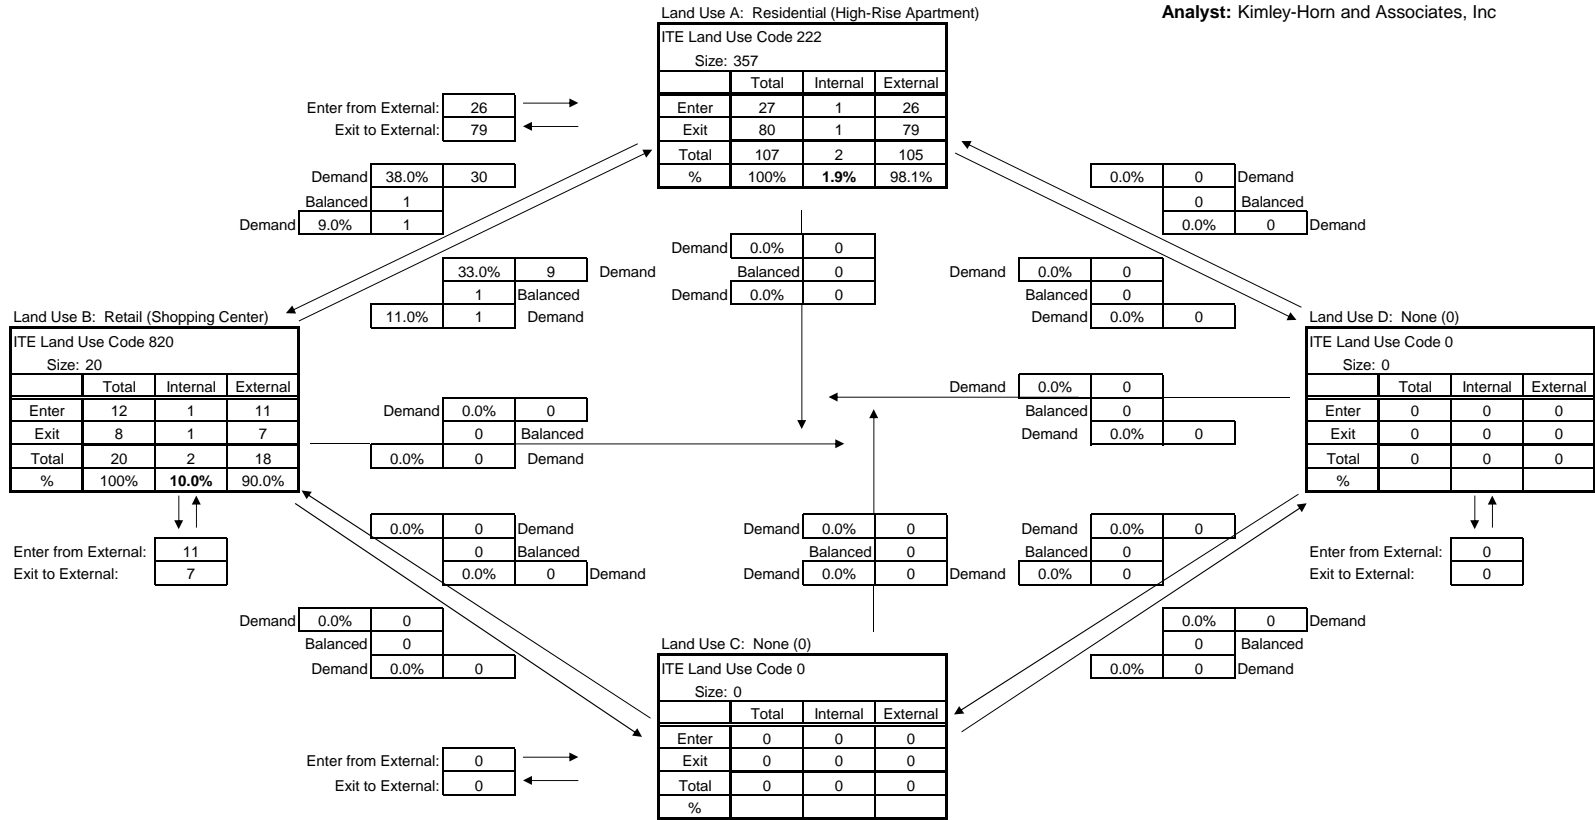 Land Use A: Residential (High-Rise Apartment)
Analyst: Kimley-Horn and Associates, Inc
ITE Land Use Code 222
Size: 357
Total Internal External
Enter 27 1 26
Exit 80 1 79
Total 107 2 105
% 100% 1.9% 98.1%
Enter from External: 26
Exit to External: 79
Demand 38.0% 30
Balanced 1
Demand 9.0% 1
0.0% 0 Demand
0 Balanced
0.0% 0 Demand
33.0% 9 Demand
1 Balanced
11.0% 1 Demand
Demand 0.0% 0
Balanced 0
Demand 0.0% 0
Demand 0.0% 0
Balanced 0
Demand 0.0% 0
Land Use B: Retail (Shopping Center)
ITE Land Use Code 820
Size: 20
Total Internal External
Enter 12 1 11
Exit 8 1 7
Total 20 2 18
% 100% 10.0% 90.0%
Enter from External: 11
Exit to External: 7
Demand 0.0% 0
0 Balanced
0.0% 0 Demand
Demand 0.0% 0
Balanced 0
Demand 0.0% 0
Land Use D: None (0)
ITE Land Use Code 0
Size: 0
Total Internal External
Enter 0 0 0
Exit 0 0 0
Total 0 0 0
%
Enter from External: 0
Exit to External: 0
0.0% 0 Demand
0 Balanced
0.0% 0 Demand
Demand 0.0% 0
Balanced 0
Demand 0.0% 0
Demand 0.0% 0
Balanced 0
Demand 0.0% 0
Demand 0.0% 0
Balanced 0
Demand 0.0% 0
0.0% 0 Demand
0 Balanced
0.0% 0 Demand
Land Use C: None (0)
ITE Land Use Code 0
Size: 0
Total Internal External
Enter 0 0 0
Exit 0 0 0
Total 0 0 0
%
Enter from External: 0
Exit to External: 0